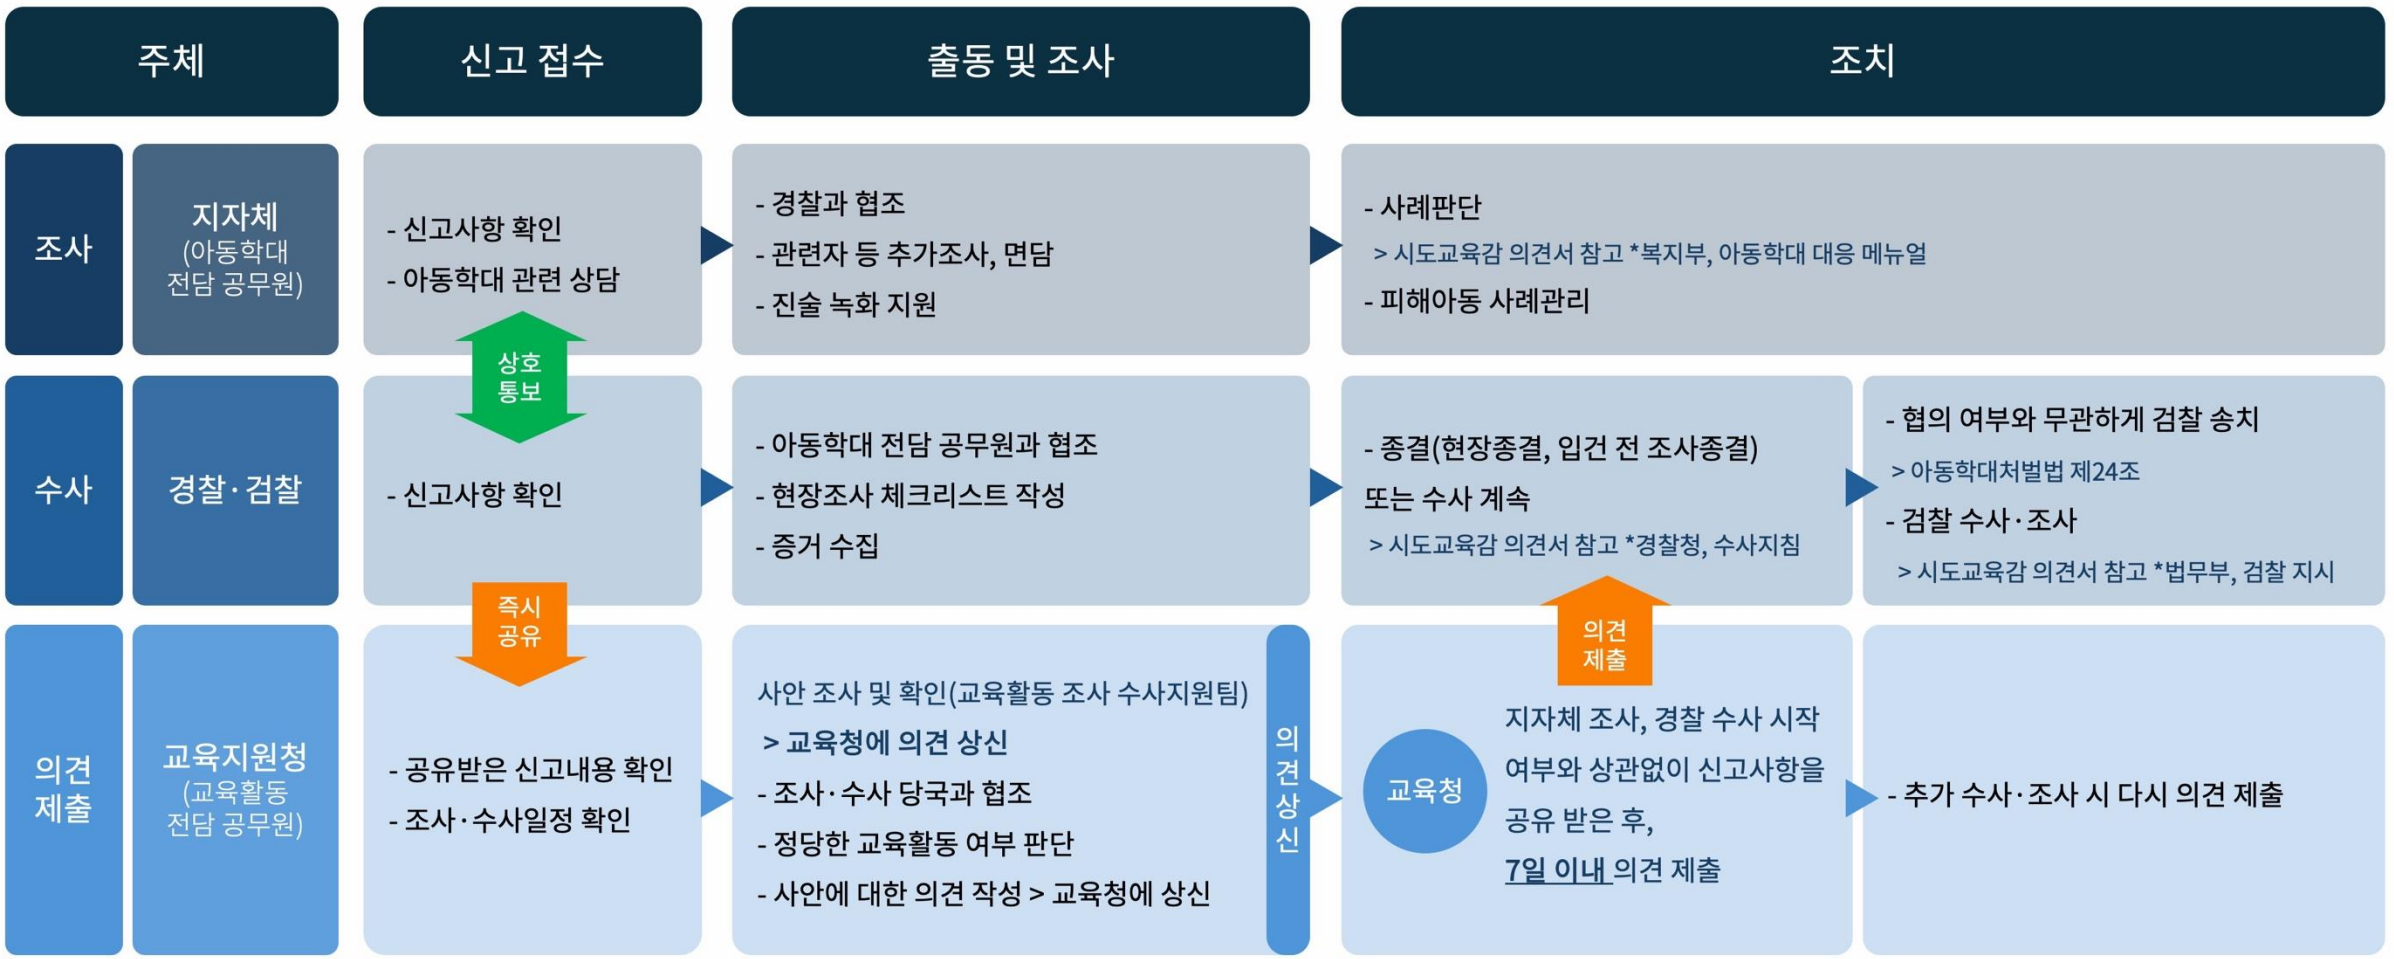 주체
신고 접수
출동 및 조사
조치
조사
지자체
(아동학대
전담 공무원)
- 신고사항 확인
- 아동학대 관련 상담
- 경찰과 협조
- 관련자 등 추가조사, 면담
- 진술 녹화 지원
- 사례판단
> 시도교육감 의견서 참고 *복지부, 아동학대 대응 메뉴얼
- 피해아동 사례관리
상호
통보
수사
경찰·검찰
- 신고사항 확인
- 아동학대 전담 공무원과 협조
- 현장조사 체크리스트 작성
- 증거 수집
- 종결(현장종결, 입건 전 조사종결)
또는 수사 계속
> 시도교육감 의견서 참고 *경찰청, 수사지침
- 협의 여부와 무관하게 검찰 송치
> 아동학대처벌법 제24조
- 검찰 수사·조사
> 시도교육감 의견서 참고 *법무부, 검찰 지시
즉시
공유
의견
제출
의견
제출
교육지원청
(교육활동
전담 공무원)
- 공유받은 신고내용 확인
- 조사·수사일정 확인
사안 조사 및 확인(교육활동 조사 수사지원팀)
> 교육청에 의견 상신
- 조사·수사 당국과 협조
- 정당한 교육활동 여부 판단
- 사안에 대한 의견 작성 > 교육청에 상신
의견상신
교육청
지자체 조사, 경찰 수사 시작
여부와 상관없이 신고사항을
공유 받은 후,
7일 이내 의견 제출
- 추가 수사·조사 시 다시 의견 제출